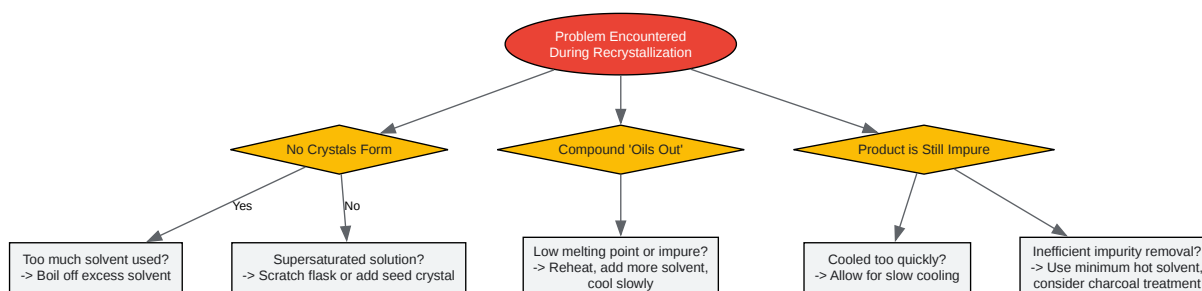 Problem Encountered
During Recrystallization
No Crystals Form
Compound 'Oils Out'
Product is Still Impure
Yes
No
Too much solvent used?
-> Boil off excess solvent
Supersaturated solution?
-> Scratch flask or add seed crystal
Low melting point or impure?
-> Reheat, add more solvent,
cool slowly
Cooled too quickly?
-> Allow for slow cooling
Inefficient impurity removal?
-> Use minimum hot solvent,
consider charcoal treatment